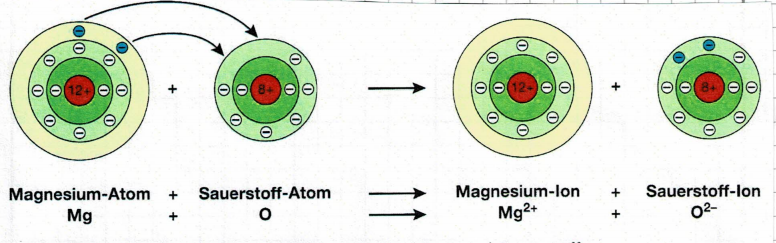 12+ + 8+ 12+ + 8+
Magnesium-Atom + Sauerstoff-Atom Magnesium-Ion + Sauerstoff-Ion
Mg + O Mg²⁺ + O²⁻